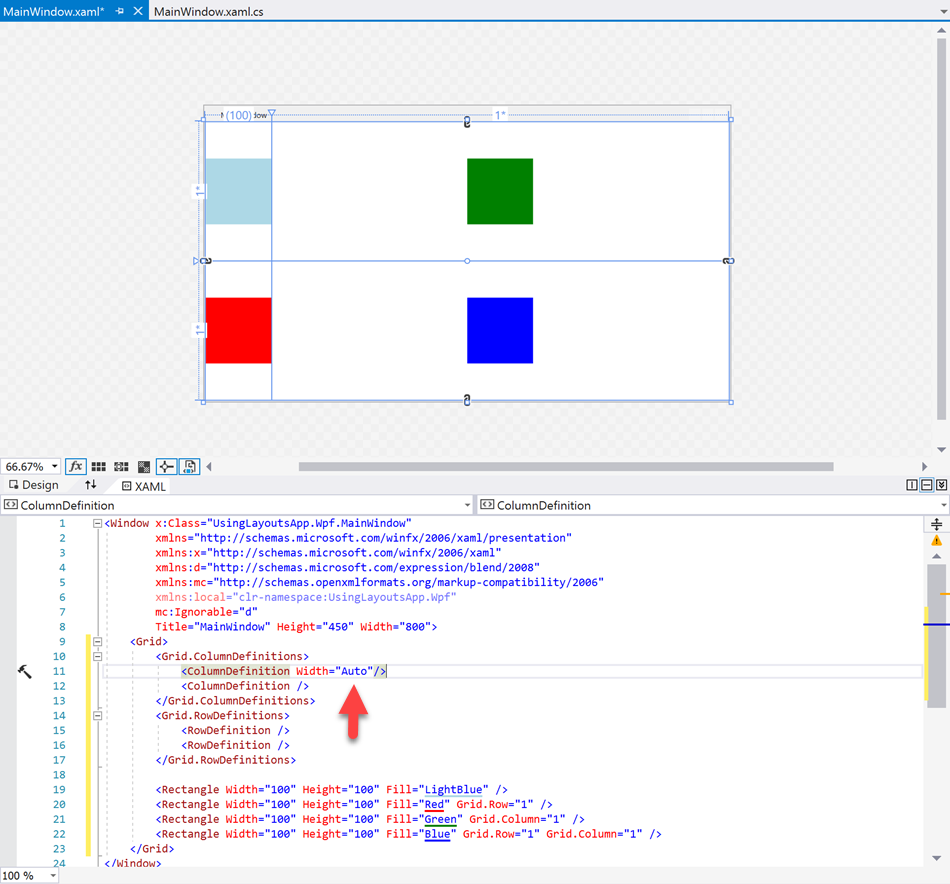 MainWindow.xaml* MainWindow.xaml.cs
(100) 1*
1*
1*
66.67% fx
Design XAML
ColumnDefinition ColumnDefinition
1 <Window x:Class="UsingLayoutsApp.Wpf.MainWindow"
2 xmlns="http://schemas.microsoft.com/winfx/2006/xaml/presentation"
3 xmlns:x="http://schemas.microsoft.com/winfx/2006/xaml"
4 xmlns:d="http://schemas.microsoft.com/expression/blend/2008"
5 xmlns:mc="http://schemas.openxmlformats.org/markup-compatibility/2006"
6 xmlns:local="clr-namespace:UsingLayoutsApp.Wpf"
7 mc:Ignorable="d"
8 Title="MainWindow" Height="450" Width="800">
9 <Grid>
10 <Grid.ColumnDefinitions>
11 <ColumnDefinition Width="Auto"/>
12 <ColumnDefinition />
13 </Grid.ColumnDefinitions>
14 <Grid.RowDefinitions>
15 <RowDefinition />
16 <RowDefinition />
17 </Grid.RowDefinitions>
18
19 <Rectangle Width="100" Height="100" Fill="LightBlue" />
20 <Rectangle Width="100" Height="100" Fill="Red" Grid.Row="1" />
21 <Rectangle Width="100" Height="100" Fill="Green" Grid.Column="1" />
22 <Rectangle Width="100" Height="100" Fill="Blue" Grid.Row="1" Grid.Column="1" />
23 </Grid>
24 </Window>
100 %